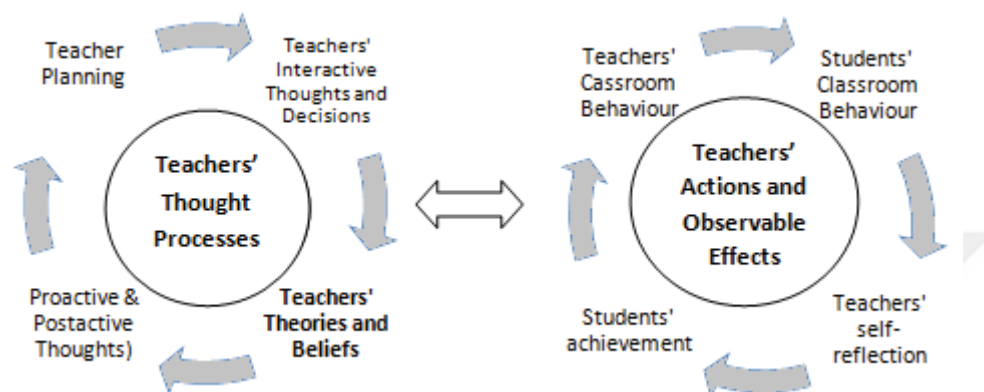 Teacher
Planning
Teachers'
Interactive
Thoughts and
Decisions
Teachers'
Thought
Processes
Proactive &
Postactive
Thoughts)
Teachers'
Theories and
Beliefs
Teachers'
Cassroom
Behaviour
Students'
Classroom
Behaviour
Teachers'
Actions and
Observable
Effects
Students'
achievement
Teachers'
self-
reflection